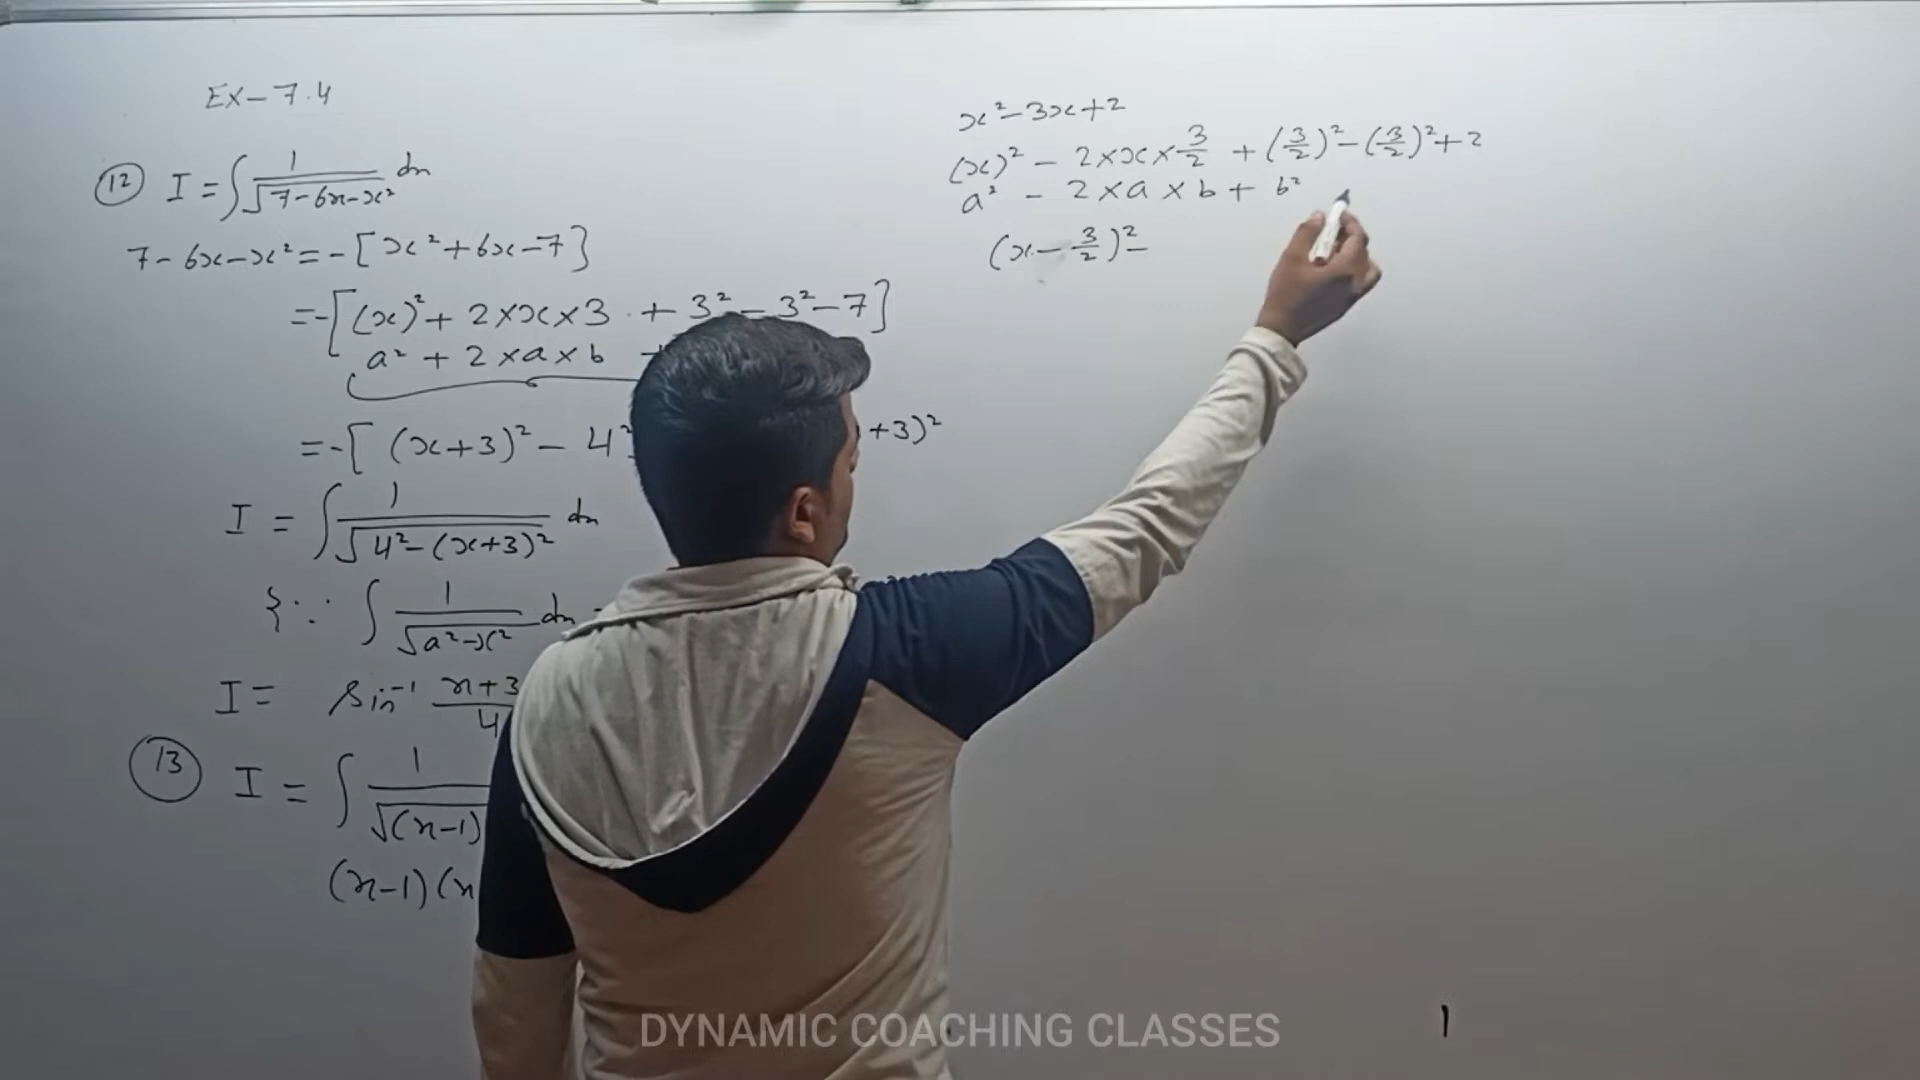 EX-7.4
(12) I = ∫ 1/√(7-6x-x²) dx
7-6x-x² = -[x²+6x-7]
= -[(x)²+2×x×3 + 3²-3²-7]
a² + 2×a×b +
= -[(x+3)² - 4² +3)²
I = ∫ 1/√(4²-(x+3)²) dx
{∵ ∫ 1/√(a²-x²) dx
I = sin⁻¹ (x+3)/4
(13) I = ∫ 1/√(x-1)
(x-1)(x
x²-3x+2
(x)² - 2×x×3/2 + (3/2)² - (3/2)² + 2
a² - 2×a×b + b²
(x-3/2)² -
DYNAMIC COACHING CLASSES